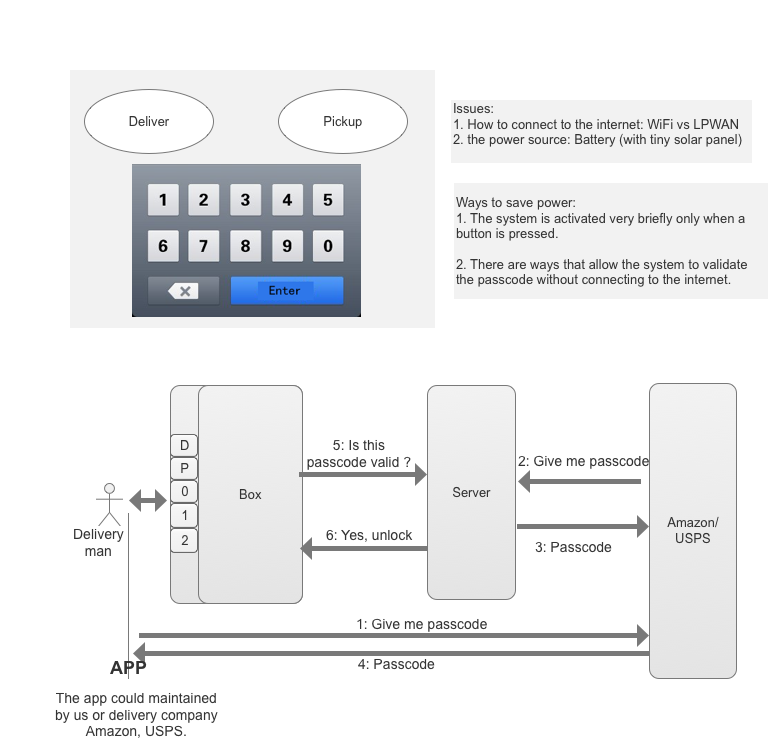 Deliver
Pickup
1 2 3 4 5
6 7 8 9 0
Enter
Issues:
1. How to connect to the internet: WiFi vs LPWAN
2. the power source: Battery (with tiny solar panel)
Ways to save power:
1. The system is activated very briefly only when a
button is pressed.
2. There are ways that allow the system to validate
the passcode without connecting to the internet.
D
P
0
1
2
Box
5: Is this
passcode valid ?
6: Yes, unlock
Server
2: Give me passcode
3: Passcode
Amazon/
USPS
Delivery
man
1: Give me passcode
4: Passcode
APP
The app could maintained
by us or delivery company
Amazon, USPS.